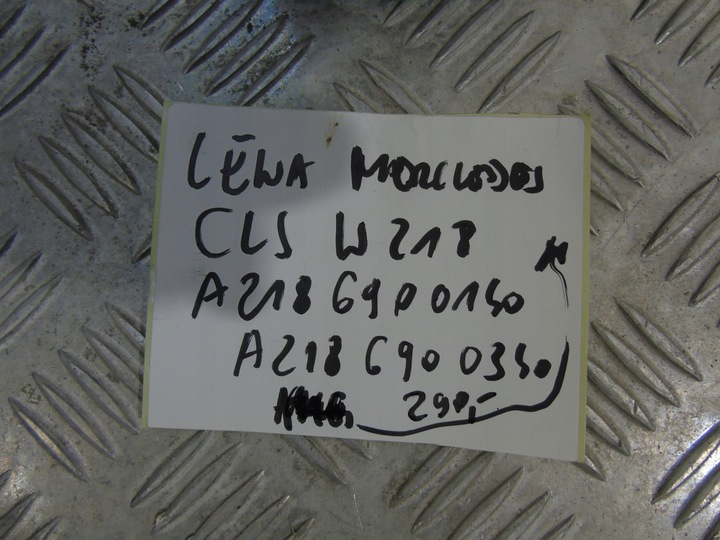 LEWA MERCEDES
CLS W218
A218 690 0150
A218 690 0350
290,-